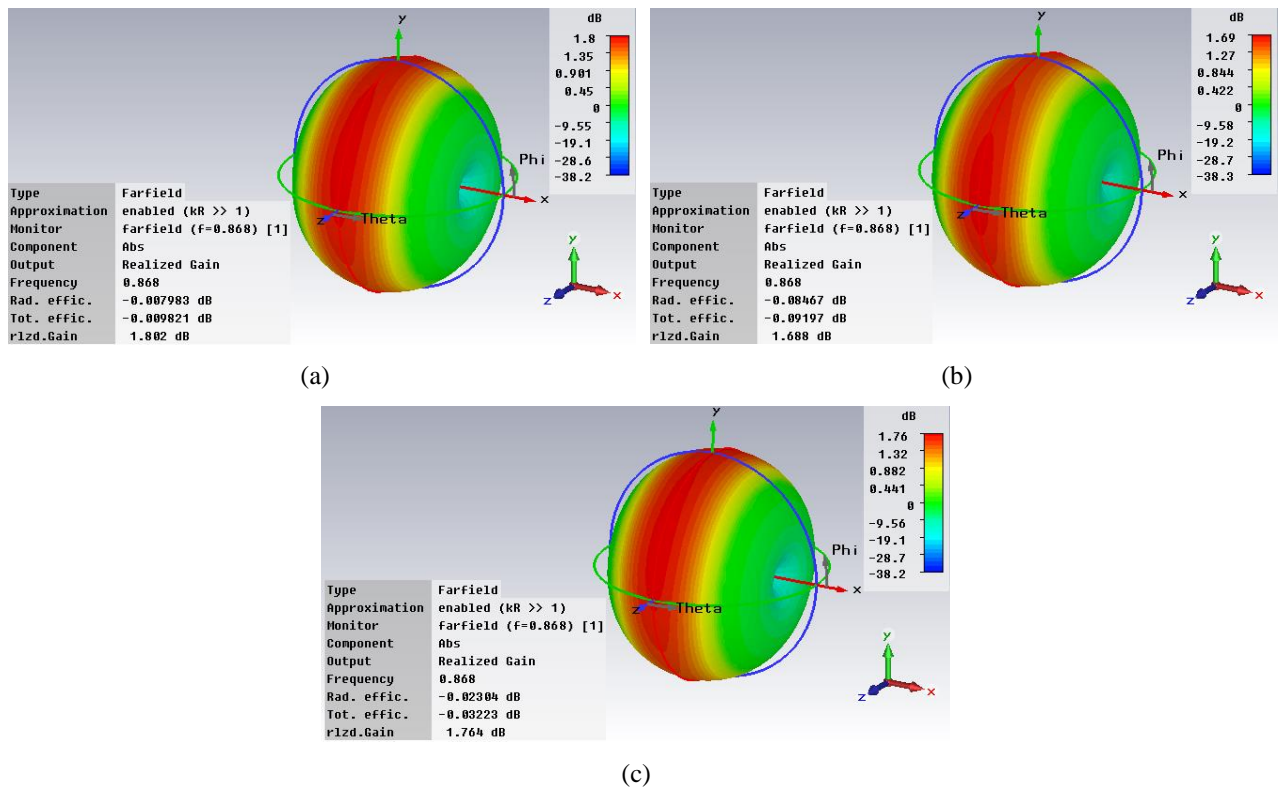 y
dB
1.8
1.35
0.901
0.45
0
-9.55
-19.1
-28.6
-38.2
Phi
x
z Theta
Type Farfield
Approximation enabled (kR >> 1)
Monitor farfield (f=0.868) [1]
Component Abs
Output Realized Gain
Frequency 0.868
Rad. effic. -0.007983 dB
Tot. effic. -0.009821 dB
rlzd.Gain 1.802 dB
y
z
x
(a)
y
dB
1.69
1.27
0.844
0.422
0
-9.58
-19.2
-28.7
-38.3
Phi
x
z Theta
Type Farfield
Approximation enabled (kR >> 1)
Monitor farfield (f=0.868) [1]
Component Abs
Output Realized Gain
Frequency 0.868
Rad. effic. -0.08467 dB
Tot. effic. -0.09197 dB
rlzd.Gain 1.688 dB
y
z
x
(b)
y
dB
1.76
1.32
0.882
0.441
0
-9.56
-19.1
-28.7
-38.2
Phi
x
z Theta
Type Farfield
Approximation enabled (kR >> 1)
Monitor farfield (f=0.868) [1]
Component Abs
Output Realized Gain
Frequency 0.868
Rad. effic. -0.02304 dB
Tot. effic. -0.03223 dB
rlzd.Gain 1.764 dB
y
z
x
(c)